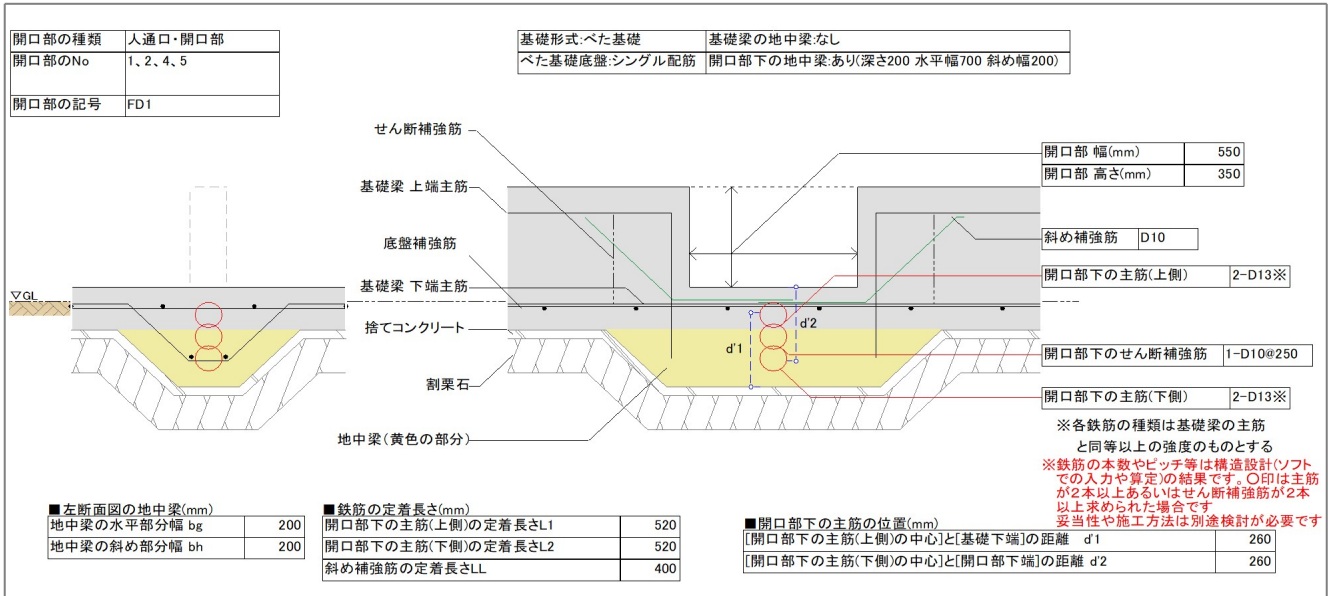 開口部の種類 人通口・開口部
開口部のNo 1、2、4、5
開口部の記号 FD1
基礎形式:べた基礎 基礎梁の地中梁:なし
べた基礎底盤:シングル配筋 開口部下の地中梁:あり(深さ200 水平幅700 斜め幅200)
せん断補強筋
基礎梁 上端主筋
底盤補強筋
基礎梁 下端主筋
捨てコンクリート
割栗石
地中梁(黄色の部分)
▽GL
d'1
d'2
開口部 幅(mm) 550
開口部 高さ(mm) 350
斜め補強筋 D10
開口部下の主筋(上側) 2-D13※
開口部下のせん断補強筋 1-D10@250
開口部下の主筋(下側) 2-D13※
※各鉄筋の種類は基礎梁の主筋
と同等以上の強度のものとする
※鉄筋の本数やピッチ等は構造設計(ソフト
での入力や算定)の結果です。〇印は主筋
が2本以上あるいはせん断補強筋が2本
以上求められた場合です
妥当性や施工方法は別途検討が必要です
■左断面図の地中梁(mm)
地中梁の水平部分幅 bg 200
地中梁の斜め部分幅 bh 200
■鉄筋の定着長さ(mm)
開口部下の主筋(上側)の定着長さL1 520
開口部下の主筋(下側)の定着長さL2 520
斜め補強筋の定着長さLL 400
■開口部下の主筋の位置(mm)
[開口部下の主筋(上側)の中心]と[基礎下端]の距離 d'1 260
[開口部下の主筋(下側)の中心]と[開口部下端]の距離 d'2 260